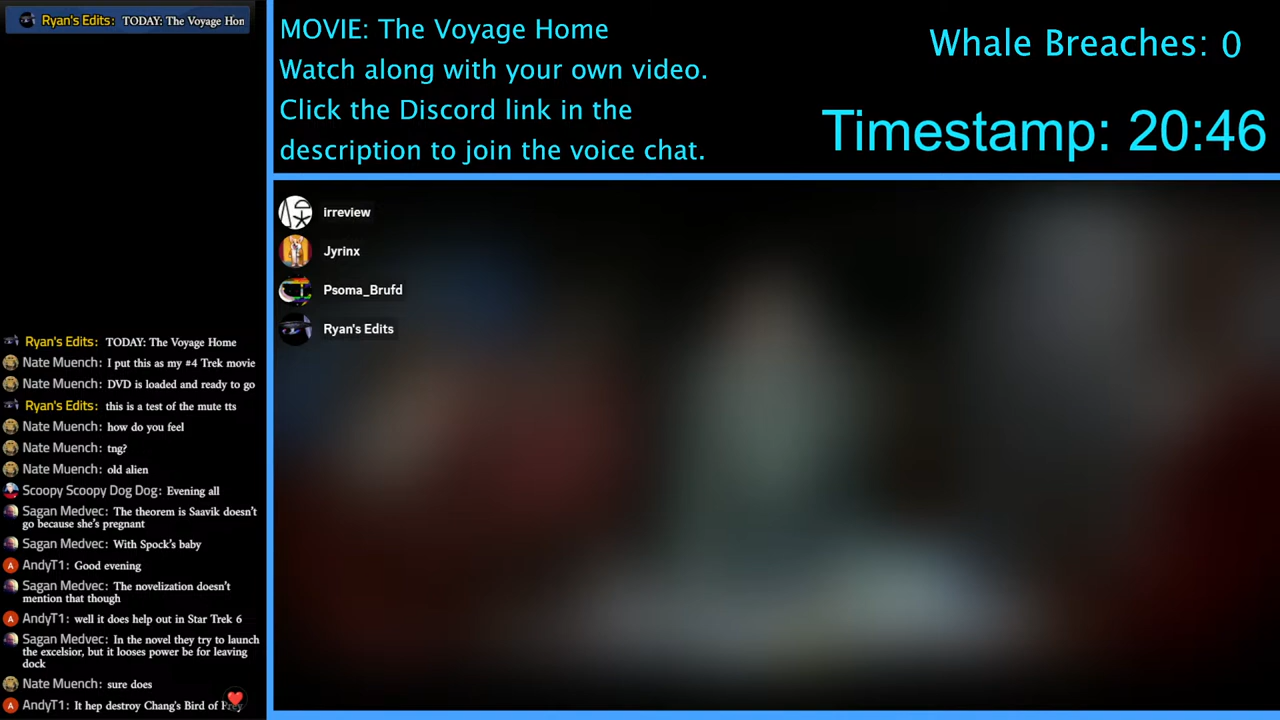 Ryan's Edits: TODAY: The Voyage Hon
MOVIE: The Voyage Home
Watch along with your own video.
Click the Discord link in the
description to join the voice chat.
Whale Breaches: 0
Timestamp: 20:46
irreview
Jyrinx
Psoma_Brufd
Ryan's Edits
Ryan's Edits: TODAY: The Voyage Home
Nate Muench: I put this as my #4 Trek movie
Nate Muench: DVD is loaded and ready to go
Ryan's Edits: this is a test of the mute tts
Nate Muench: how do you feel
Nate Muench: tng?
Nate Muench: old alien
Scoopy Scoopy Dog Dog: Evening all
Sagan Medvec: The theorem is Saavik doesn't
go because she's pregnant
Sagan Medvec: With Spock's baby
A AndyT1: Good evening
Sagan Medvec: The novelization doesn't
mention that though
A AndyT1: well it does help out in Star Trek 6
Sagan Medvec: In the novel they try to launch
the excelsior, but it looses power be for leaving
dock
Nate Muench: sure does
A AndyT1: It hep destroy Chang's Bird of Prey